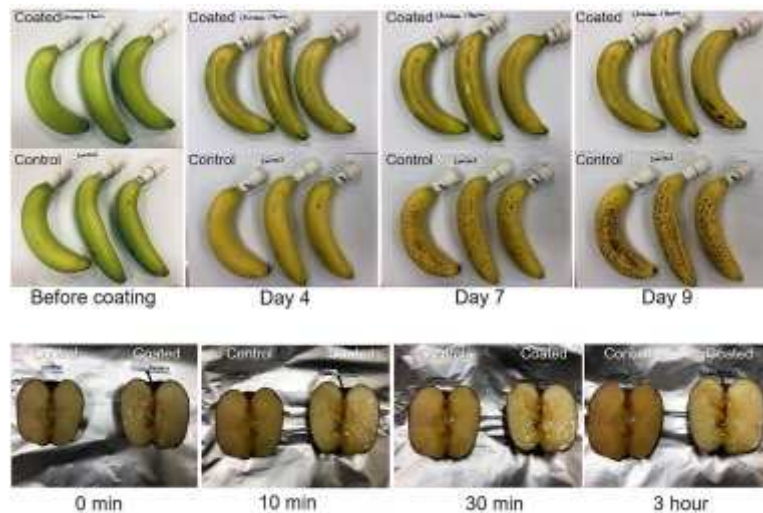 Coated
Coated
Coated
Coated
Control
Control
Control
Control
Before coating
Day 4
Day 7
Day 9
Control Coated
Control Coated
Control Coated
Control Coated
0 min
10 min
30 min
3 hour